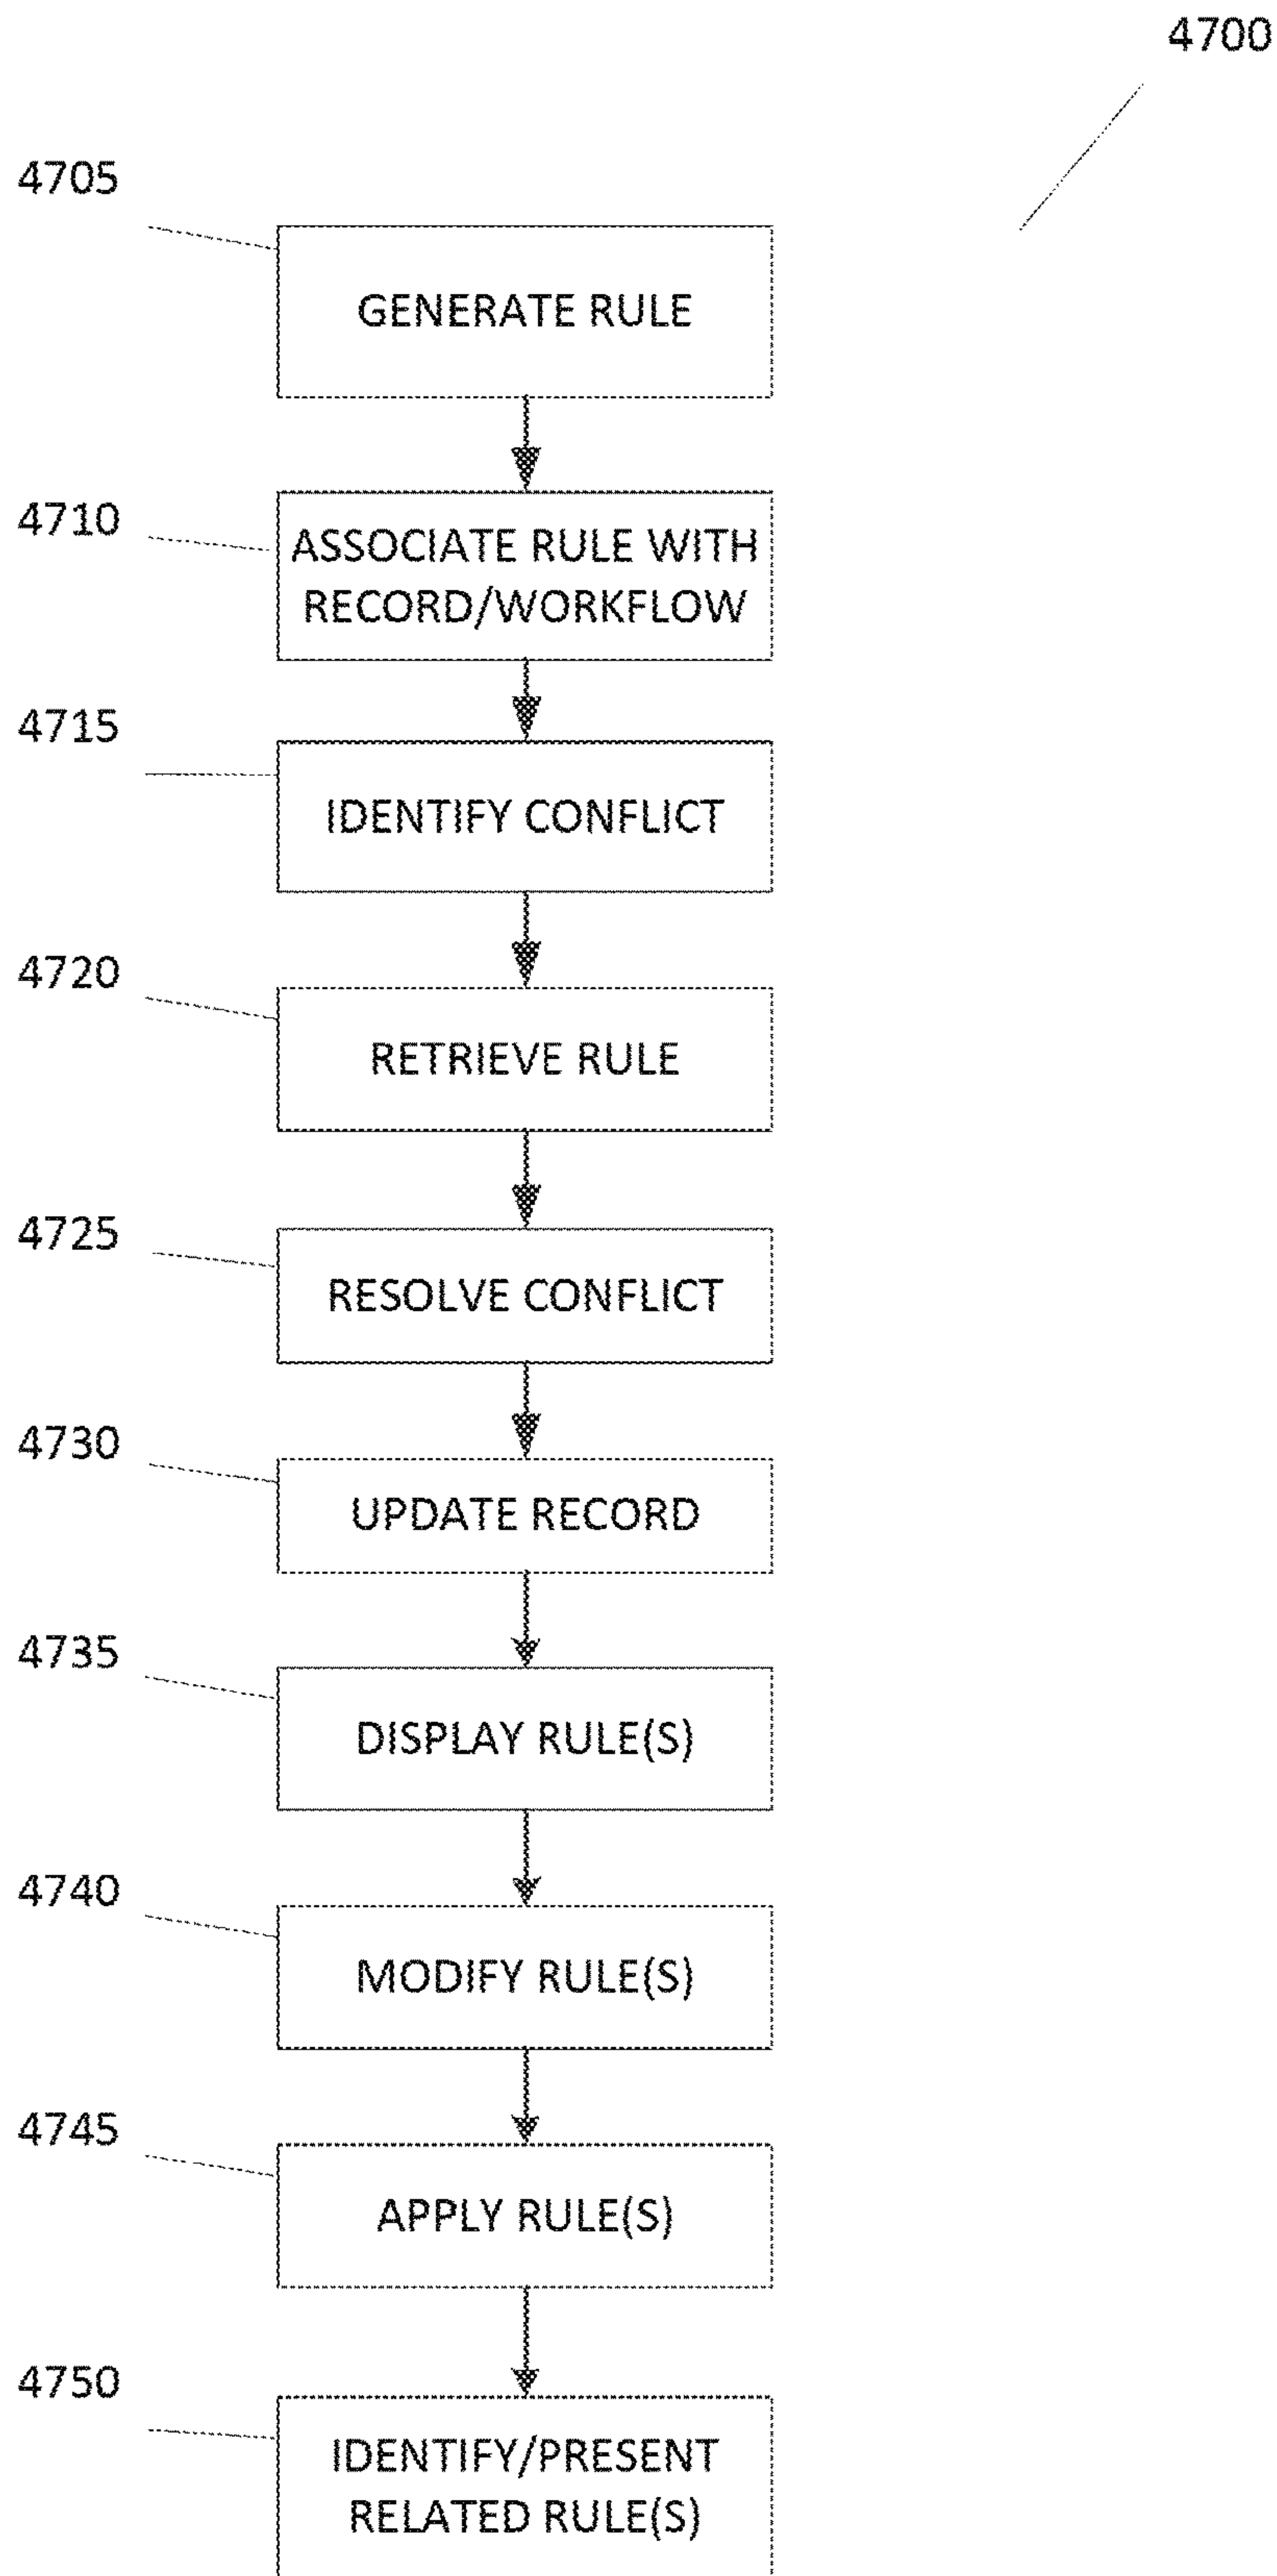 4700
4705
GENERATE RULE
4710
ASSOCIATE RULE WITH
RECORD/WORKFLOW
4715
IDENTIFY CONFLICT
4720
RETRIEVE RULE
4725
RESOLVE CONFLICT
4730
UPDATE RECORD
4735
DISPLAY RULE(S)
4740
MODIFY RULE(S)
4745
APPLY RULE(S)
4750
IDENTIFY/PRESENT
RELATED RULE(S)